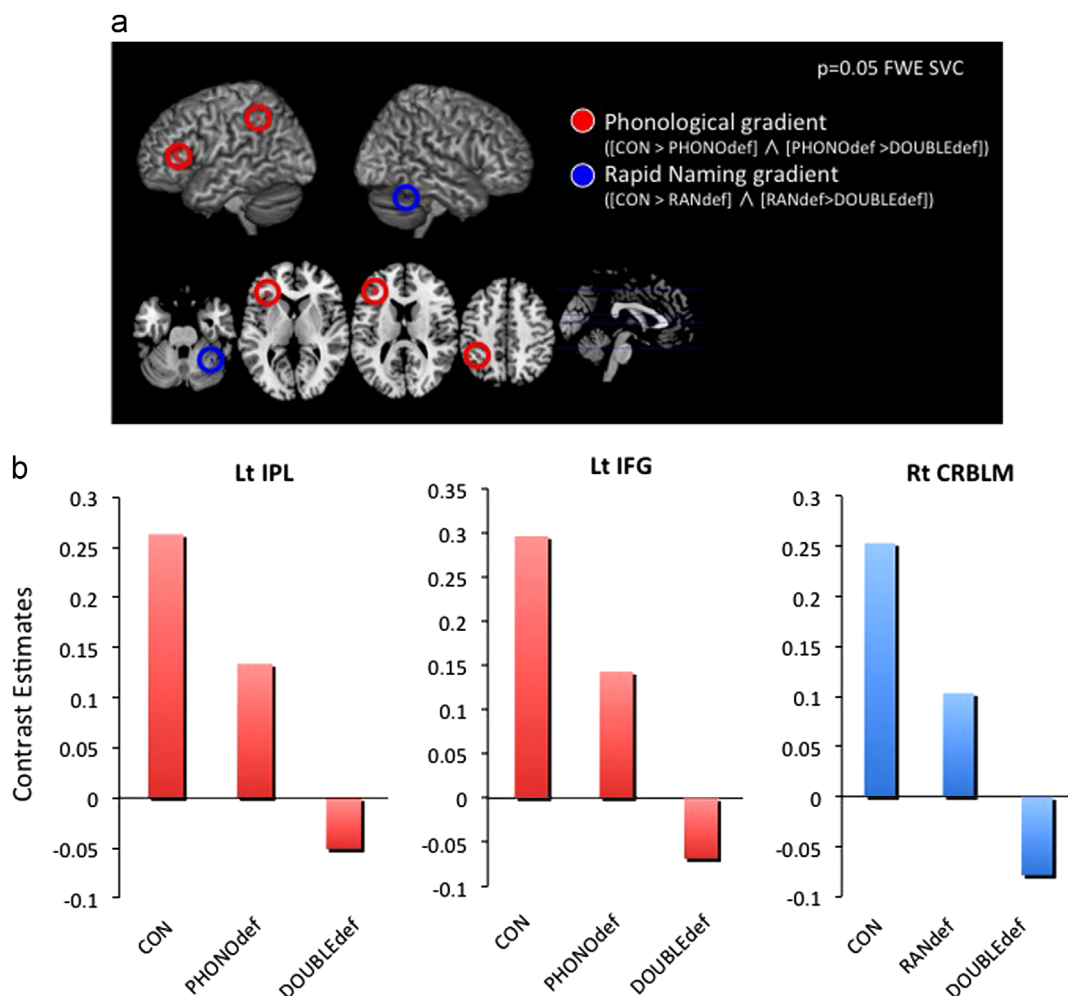 a
p=0.05 FWE SVC
Phonological gradient
([CON > PHONOdef] ∧ [PHONOdef >DOUBLEdef])
Rapid Naming gradient
([CON > RANdef] ∧ [RANdef>DOUBLEdef])
b
Lt IPL
Contrast Estimates
0.3
0.25
0.2
0.15
0.1
0.05
0
-0.05
-0.1
CON
PHONOdef
DOUBLEdef
Lt IFG
0.35
0.3
0.25
0.2
0.15
0.1
0.05
0
-0.05
-0.1
CON
PHONOdef
DOUBLEdef
Rt CRBLM
0.3
0.25
0.2
0.15
0.1
0.05
0
-0.05
-0.1
CON
RANdef
DOUBLEdef